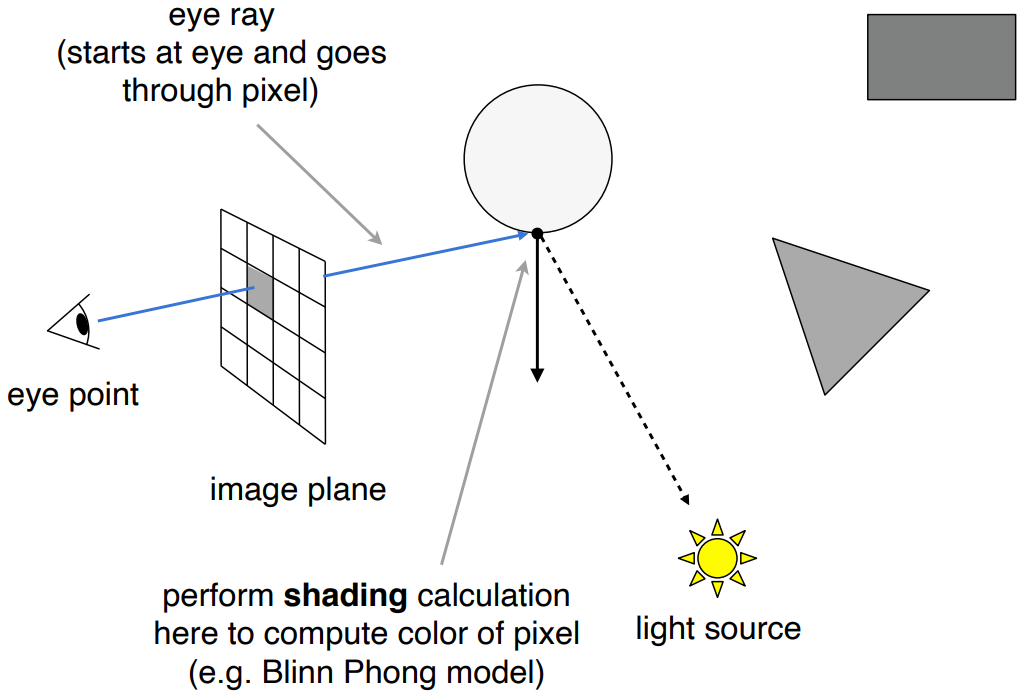 eye ray
(starts at eye and goes
through pixel)
eye point
image plane
perform shading calculation
here to compute color of pixel
(e.g. Blinn Phong model)
light source